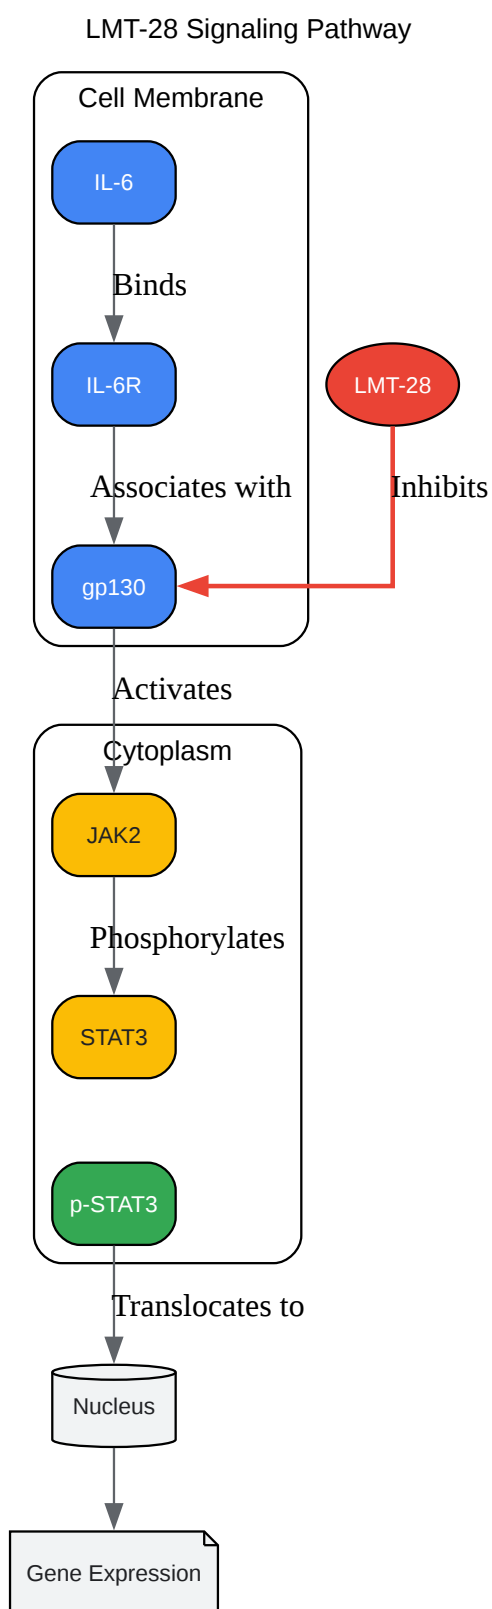 LMT-28 Signaling Pathway
Cell Membrane
IL-6
Binds
IL-6R
LMT-28
Associates with
Inhibits
gp130
Activates
Cytoplasm
JAK2
Phosphorylates
STAT3
p-STAT3
Translocates to
Nucleus
Gene Expression